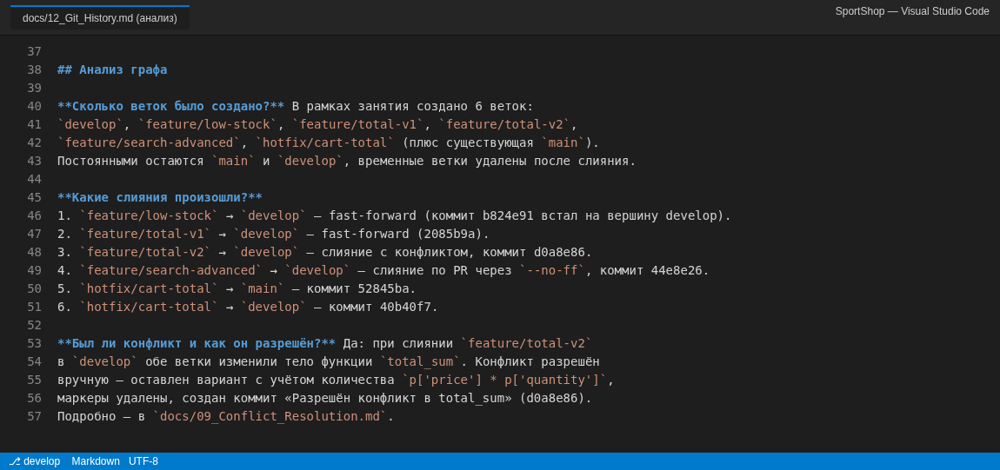 docs/12_Git_History.md (анализ)
SportShop — Visual Studio Code
37
38 ## Анализ графа
39
40 **Сколько веток было создано?** В рамках занятия создано 6 веток:
41 `develop`, `feature/low-stock`, `feature/total-v1`, `feature/total-v2`,
42 `feature/search-advanced`, `hotfix/cart-total` (плюс существующая `main`).
43 Постоянными остаются `main` и `develop`, временные ветки удалены после слияния.
44
45 **Какие слияния произошли?**
46 1. `feature/low-stock` → `develop` — fast-forward (коммит b824e91 встал на вершину develop).
47 2. `feature/total-v1` → `develop` — fast-forward (2085b9a).
48 3. `feature/total-v2` → `develop` — слияние с конфликтом, коммит d0a8e86.
49 4. `feature/search-advanced` → `develop` — слияние по PR через `--no-ff`, коммит 44e8e26.
50 5. `hotfix/cart-total` → `main` — коммит 52845ba.
51 6. `hotfix/cart-total` → `develop` — коммит 40b40f7.
52
53 **Был ли конфликт и как он разрешён?** Да: при слиянии `feature/total-v2`
54 в `develop` обе ветки изменили тело функции `total_sum`. Конфликт разрешён
55 вручную — оставлен вариант с учётом количества `p['price'] * p['quantity']`,
56 маркеры удалены, создан коммит «Разрешён конфликт в total_sum» (d0a8e86).
57 Подробно — в `docs/09_Conflict_Resolution.md`.
⎇ develop Markdown UTF-8